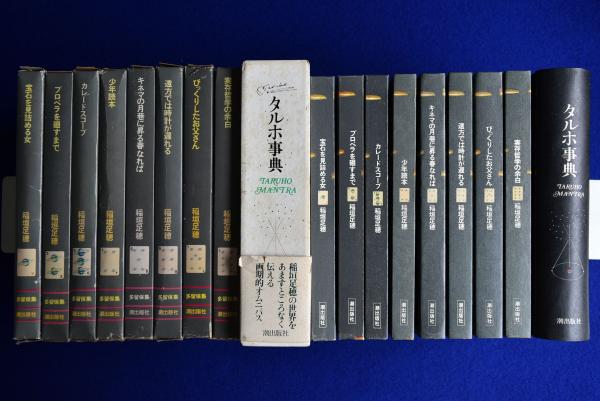 宝石を見詰める女
稲垣足穂
潮出版社
プロペラを廻すまで
稲垣足穂
多留保集
潮出版社
カレードスコープ
稲垣足穂
多留保集
潮出版社
少年読本
稲垣足穂
多留保集
潮出版社
キネマの月巷に昇る春なれば
稲垣足穂
多留保集
潮出版社
遠方では時計が遅れる
稲垣足穂
多留保集
潮出版社
びっくりしたお父さん
稲垣足穂
多留保集
潮出版社
実存哲学の余白
稲垣足穂
多留保集
潮出版社
タルホ事典
TARUHO
MANTRA
稲垣足穂の世界を
あますところなく
伝える
画期的オムニバス
潮出版社
宝石を見詰める女
稲垣足穂
潮出版社
プロペラを廻すまで
稲垣足穂
潮出版社
カレードスコープ
稲垣足穂
潮出版社
少年読本
稲垣足穂
潮出版社
キネマの月巷に昇る春なれば
稲垣足穂
潮出版社
遠方では時計が遅れる
稲垣足穂
潮出版社
びっくりしたお父さん
稲垣足穂
潮出版社
実存哲学の余白
稲垣足穂
潮出版社
タルホ事典
TARUHO
MANTRA
潮出版社